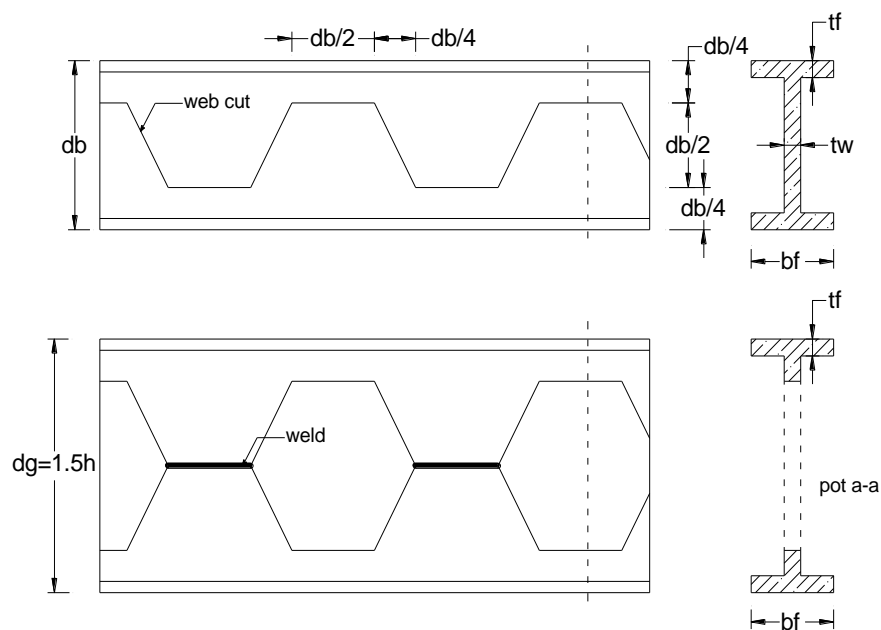 db/2
db/4
db/4
tf
web cut
db
db/2
tw
db/4
bf
tf
weld
dg=1.5h
pot a-a
bf